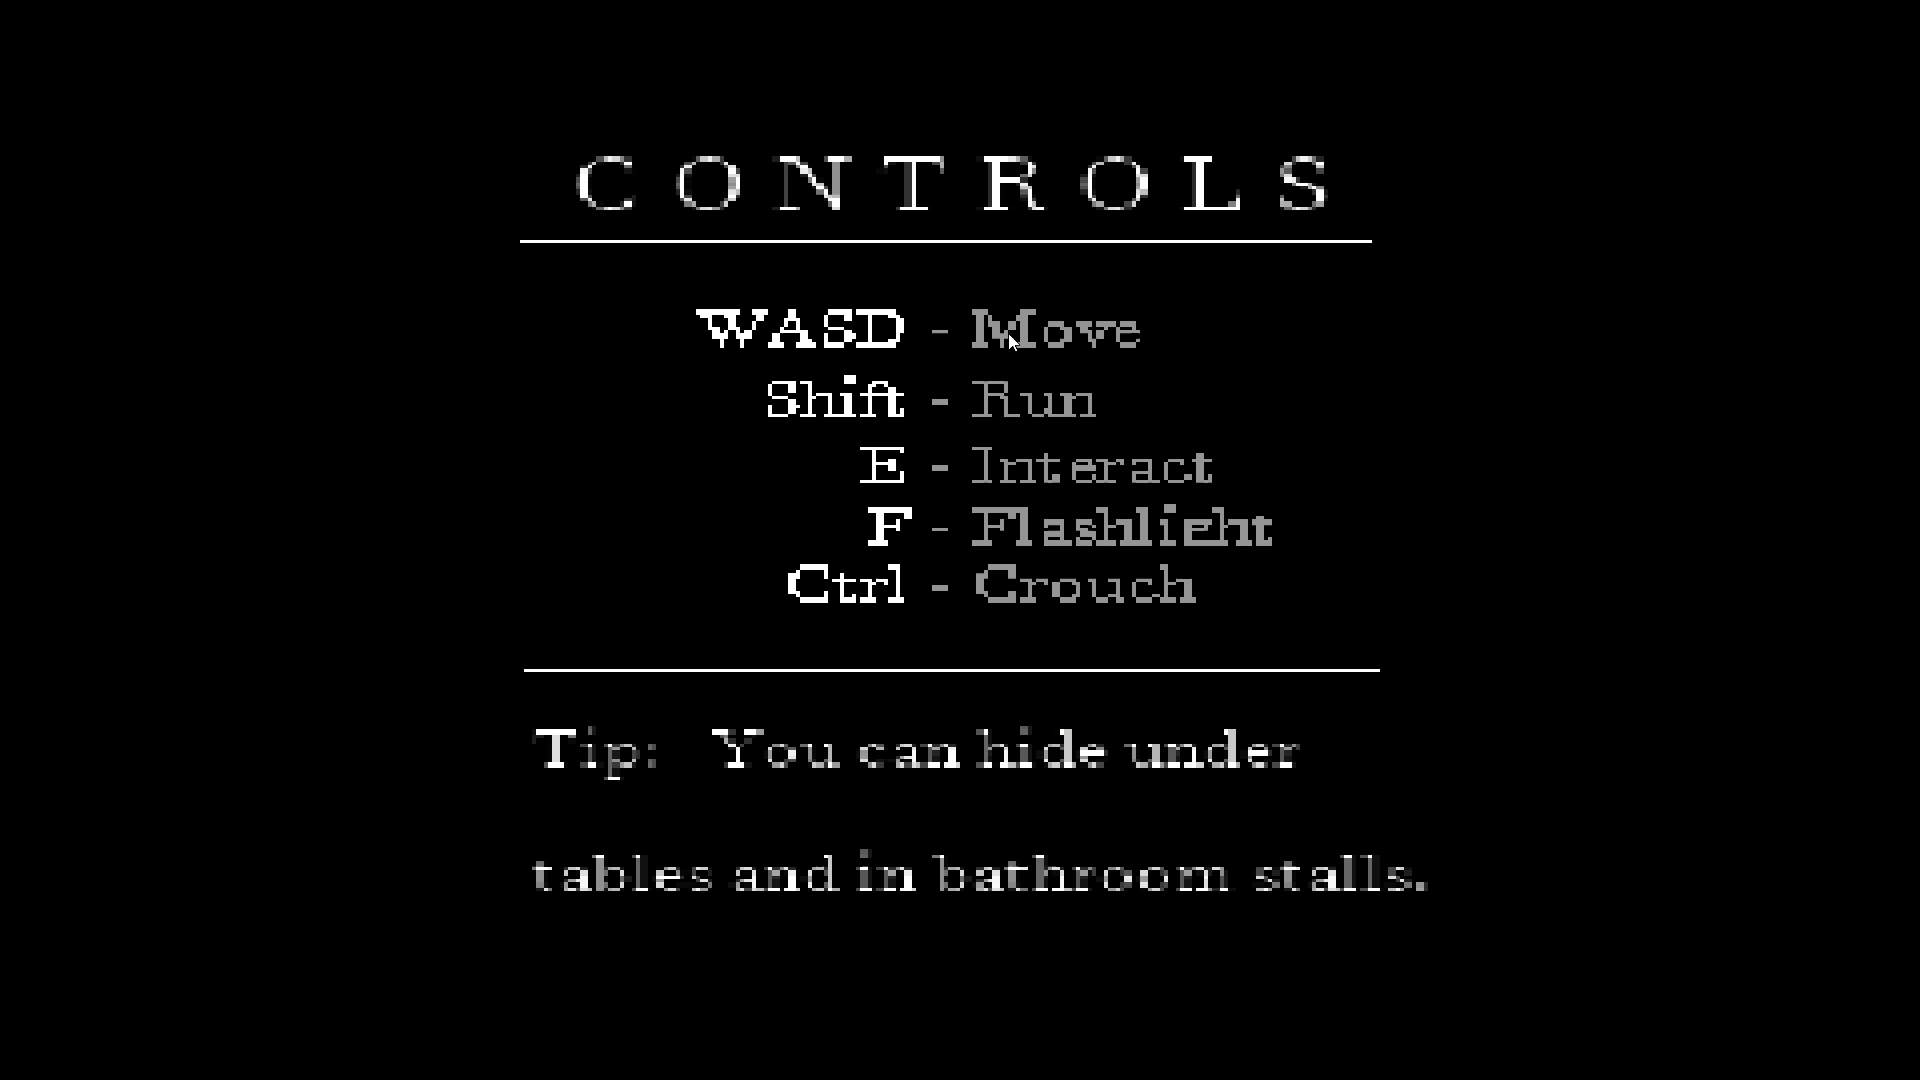 CONTROLS
WASD - Move
Shift - Run
E - Interact
F - Flashlight
Ctrl - Crouch
Tip: You can hide under
tables and in bathroom stalls.